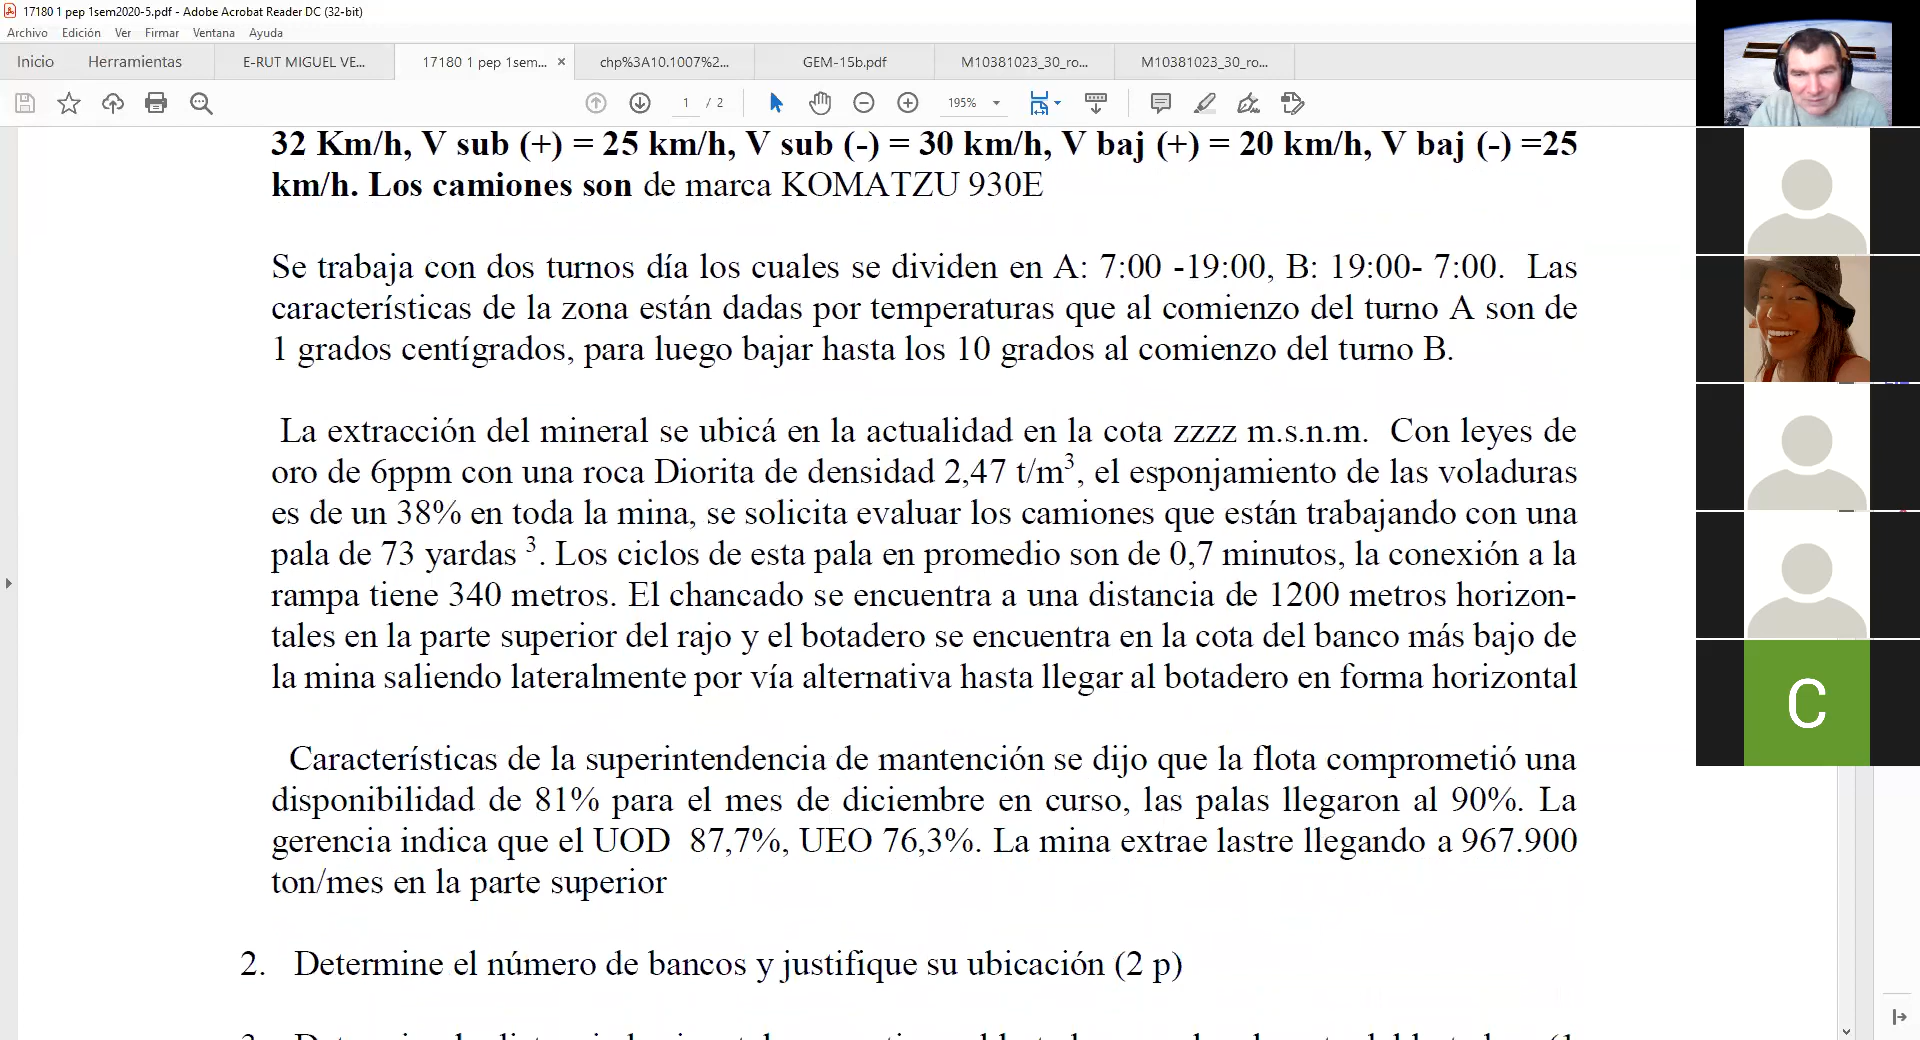 17180 1 pep 1sem2020-5.pdf - Adobe Acrobat Reader DC (32-bit)
Archivo Edición Ver Firmar Ventana Ayuda
Inicio Herramientas E-RUT MIGUEL VE... 17180 1 pep 1sem... × chp%3A10.1007%2... GEM-15b.pdf M10381023_30_ro... M10381023_30_ro...
1 / 2 195%
32 Km/h, V sub (+) = 25 km/h, V sub (-) = 30 km/h, V baj (+) = 20 km/h, V baj (-) =25
km/h. Los camiones son de marca KOMATZU 930E
Se trabaja con dos turnos día los cuales se dividen en A: 7:00 -19:00, B: 19:00- 7:00. Las
características de la zona están dadas por temperaturas que al comienzo del turno A son de
1 grados centígrados, para luego bajar hasta los 10 grados al comienzo del turno B.
La extracción del mineral se ubicá en la actualidad en la cota zzzz m.s.n.m. Con leyes de
oro de 6ppm con una roca Diorita de densidad 2,47 t/m³, el esponjamiento de las voladuras
es de un 38% en toda la mina, se solicita evaluar los camiones que están trabajando con una
pala de 73 yardas ³. Los ciclos de esta pala en promedio son de 0,7 minutos, la conexión a la
rampa tiene 340 metros. El chancado se encuentra a una distancia de 1200 metros horizon-
tales en la parte superior del rajo y el botadero se encuentra en la cota del banco más bajo de
la mina saliendo lateralmente por vía alternativa hasta llegar al botadero en forma horizontal
Características de la superintendencia de mantención se dijo que la flota comprometió una
disponibilidad de 81% para el mes de diciembre en curso, las palas llegaron al 90%. La
gerencia indica que el UOD 87,7%, UEO 76,3%. La mina extrae lastre llegando a 967.900
ton/mes en la parte superior
2. Determine el número de bancos y justifique su ubicación (2 p)
C